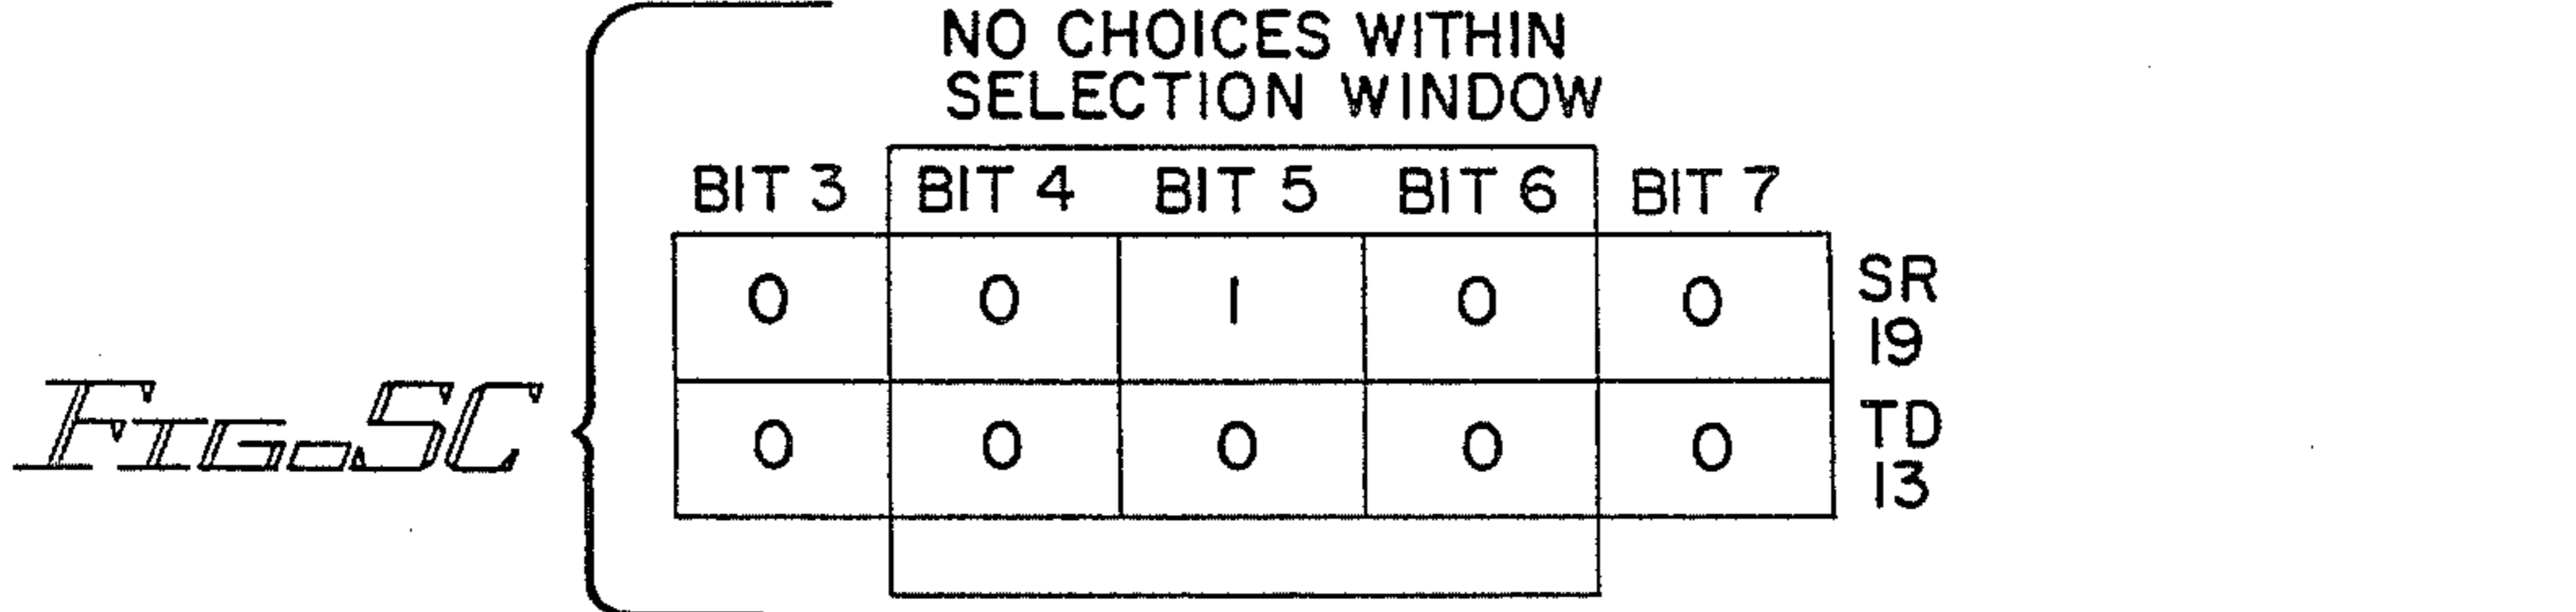 NO CHOICES WITHIN
SELECTION WINDOW
BIT 3 BIT 4 BIT 5 BIT 6 BIT 7
0 0 1 0 0 SR 19
0 0 0 0 0 TD 13
FIG. 5C